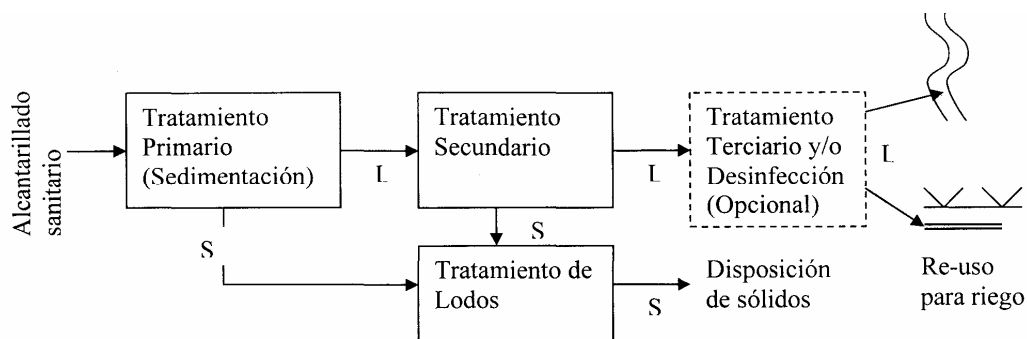 Alcantarillado
sanitario
Tratamiento
Primario
(Sedimentación)
L
Tratamiento
Secundario
L
Tratamiento
Terciario y/o
Desinfección
(Opcional)
L
S
S
Tratamiento de
Lodos
S
Disposición
de sólidos
Re-uso
para riego